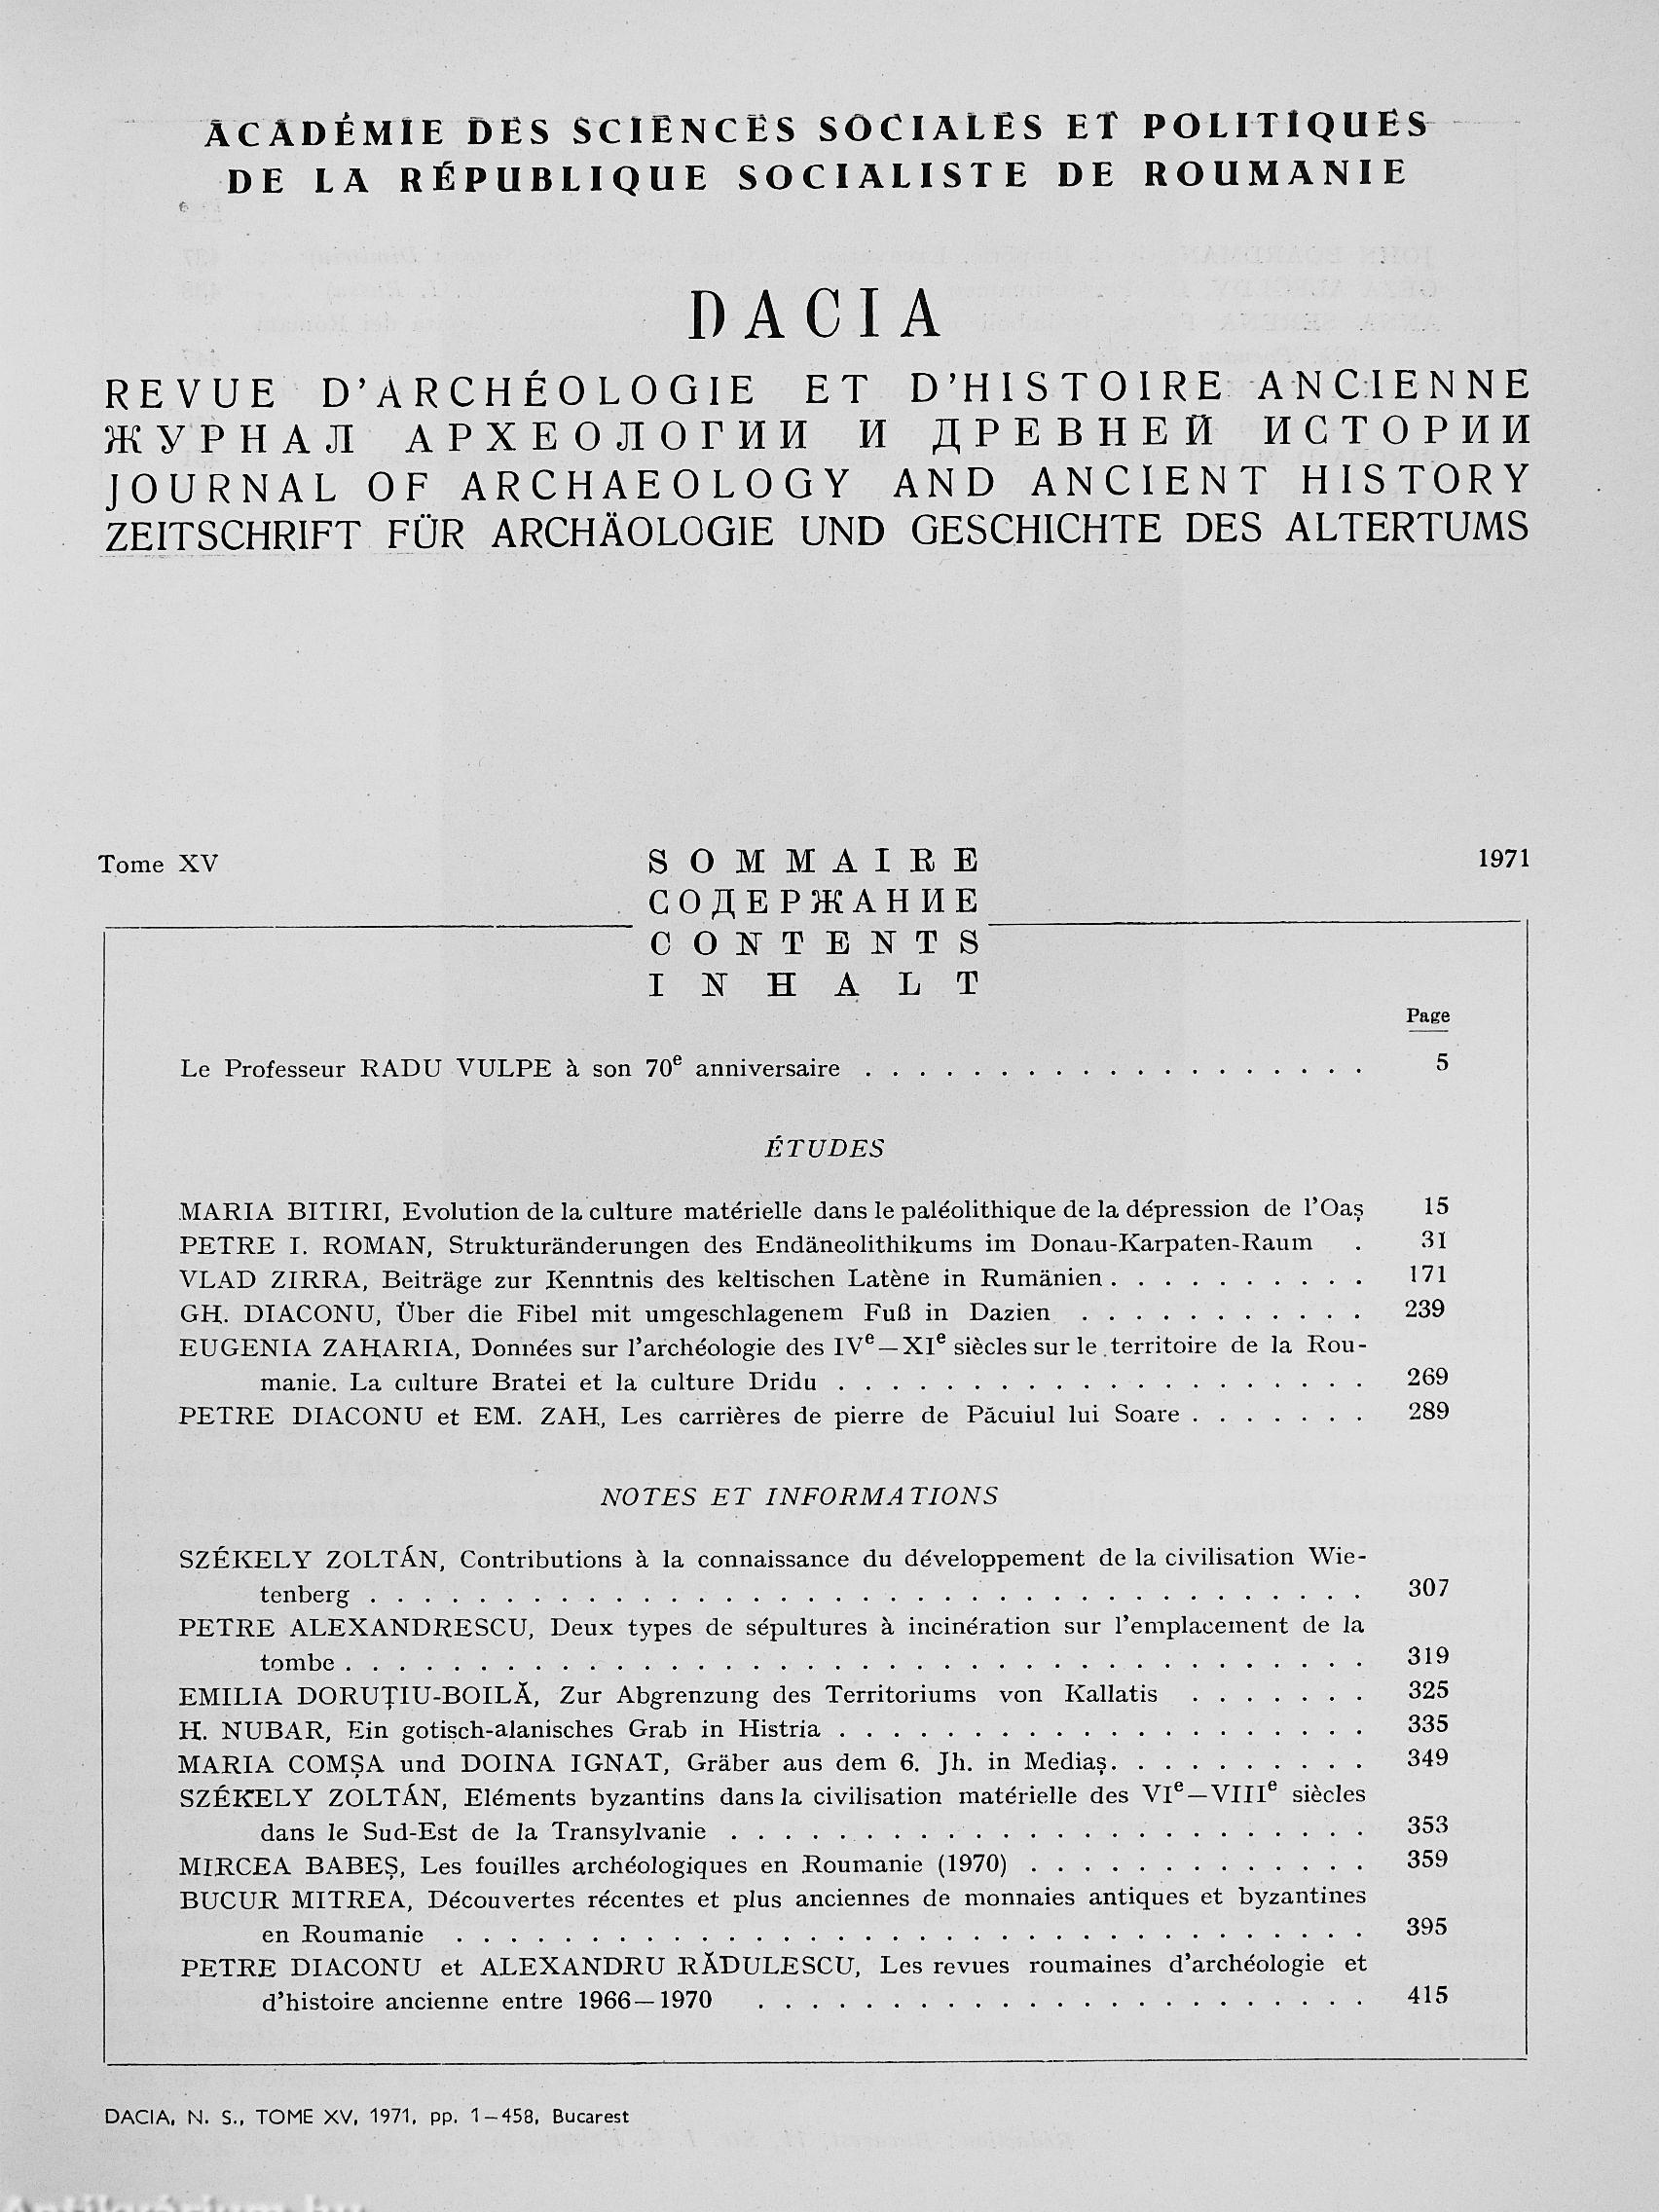 ACADÉMIE DES SCIENCES SOCIALES ET POLITIQUES
DE LA RÉPUBLIQUE SOCIALISTE DE ROUMANIE
DACIA
REVUE D'ARCHÉOLOGIE ET D'HISTOIRE ANCIENNE
ЖУРНАЛ АРХЕОЛОГИИ И ДРЕВНЕЙ ИСТОРИИ
JOURNAL OF ARCHAEOLOGY AND ANCIENT HISTORY
ZEITSCHRIFT FÜR ARCHÄOLOGIE UND GESCHICHTE DES ALTERTUMS
Tome XV SOMMAIRE 1971
СОДЕРЖАНИЕ
CONTENTS
INHALT
Page
Le Professeur RADU VULPE à son 70e anniversaire . . . . . . . . . . . . . . . . . . . 5
ÉTUDES
MARIA BITIRI, Evolution de la culture matérielle dans le paléolithique de la dépression de l'Oaș 15
PETRE I. ROMAN, Strukturänderungen des Endäneolithikums im Donau-Karpaten-Raum . 31
VLAD ZIRRA, Beiträge zur Kenntnis des keltischen Latène in Rumänien . . . . . . . . . . 171
GH. DIACONU, Über die Fibel mit umgeschlagenem Fuß in Dazien . . . . . . . . . . . 239
EUGENIA ZAHARIA, Données sur l'archéologie des IVe—XIe siècles sur le territoire de la Rou-
manie. La culture Bratei et la culture Dridu . . . . . . . . . . . . . . . . . . . . 269
PETRE DIACONU et EM. ZAH, Les carrières de pierre de Păcuiul lui Soare . . . . . . . 289
NOTES ET INFORMATIONS
SZÉKELY ZOLTÁN, Contributions à la connaissance du développement de la civilisation Wie-
tenberg . . . . . . . . . . . . . . . . . . . . . . . . . . . . . . . . . . . . . 307
PETRE ALEXANDRESCU, Deux types de sépultures à incinération sur l'emplacement de la
tombe . . . . . . . . . . . . . . . . . . . . . . . . . . . . . . . . . . . . . . 319
EMILIA DORUȚIU-BOILĂ, Zur Abgrenzung des Territoriums von Kallatis . . . . . . . 325
H. NUBAR, Ein gotisch-alanisches Grab in Histria . . . . . . . . . . . . . . . . . . . . 335
MARIA COMȘA und DOINA IGNAT, Gräber aus dem 6. Jh. in Mediaș . . . . . . . . . . 349
SZÉKELY ZOLTÁN, Eléments byzantins dans la civilisation matérielle des VIe—VIIIe siècles
dans le Sud-Est de la Transylvanie . . . . . . . . . . . . . . . . . . . . . . . . 353
MIRCEA BABEȘ, Les fouilles archéologiques en Roumanie (1970) . . . . . . . . . . . . . 359
BUCUR MITREA, Découvertes récentes et plus anciennes de monnaies antiques et byzantines
en Roumanie . . . . . . . . . . . . . . . . . . . . . . . . . . . . . . . . . . 395
PETRE DIACONU et ALEXANDRU RĂDULESCU, Les revues roumaines d'archéologie et
d'histoire ancienne entre 1966—1970 . . . . . . . . . . . . . . . . . . . . . . . 415
DACIA, N. S., TOME XV, 1971, pp. 1—458, Bucarest